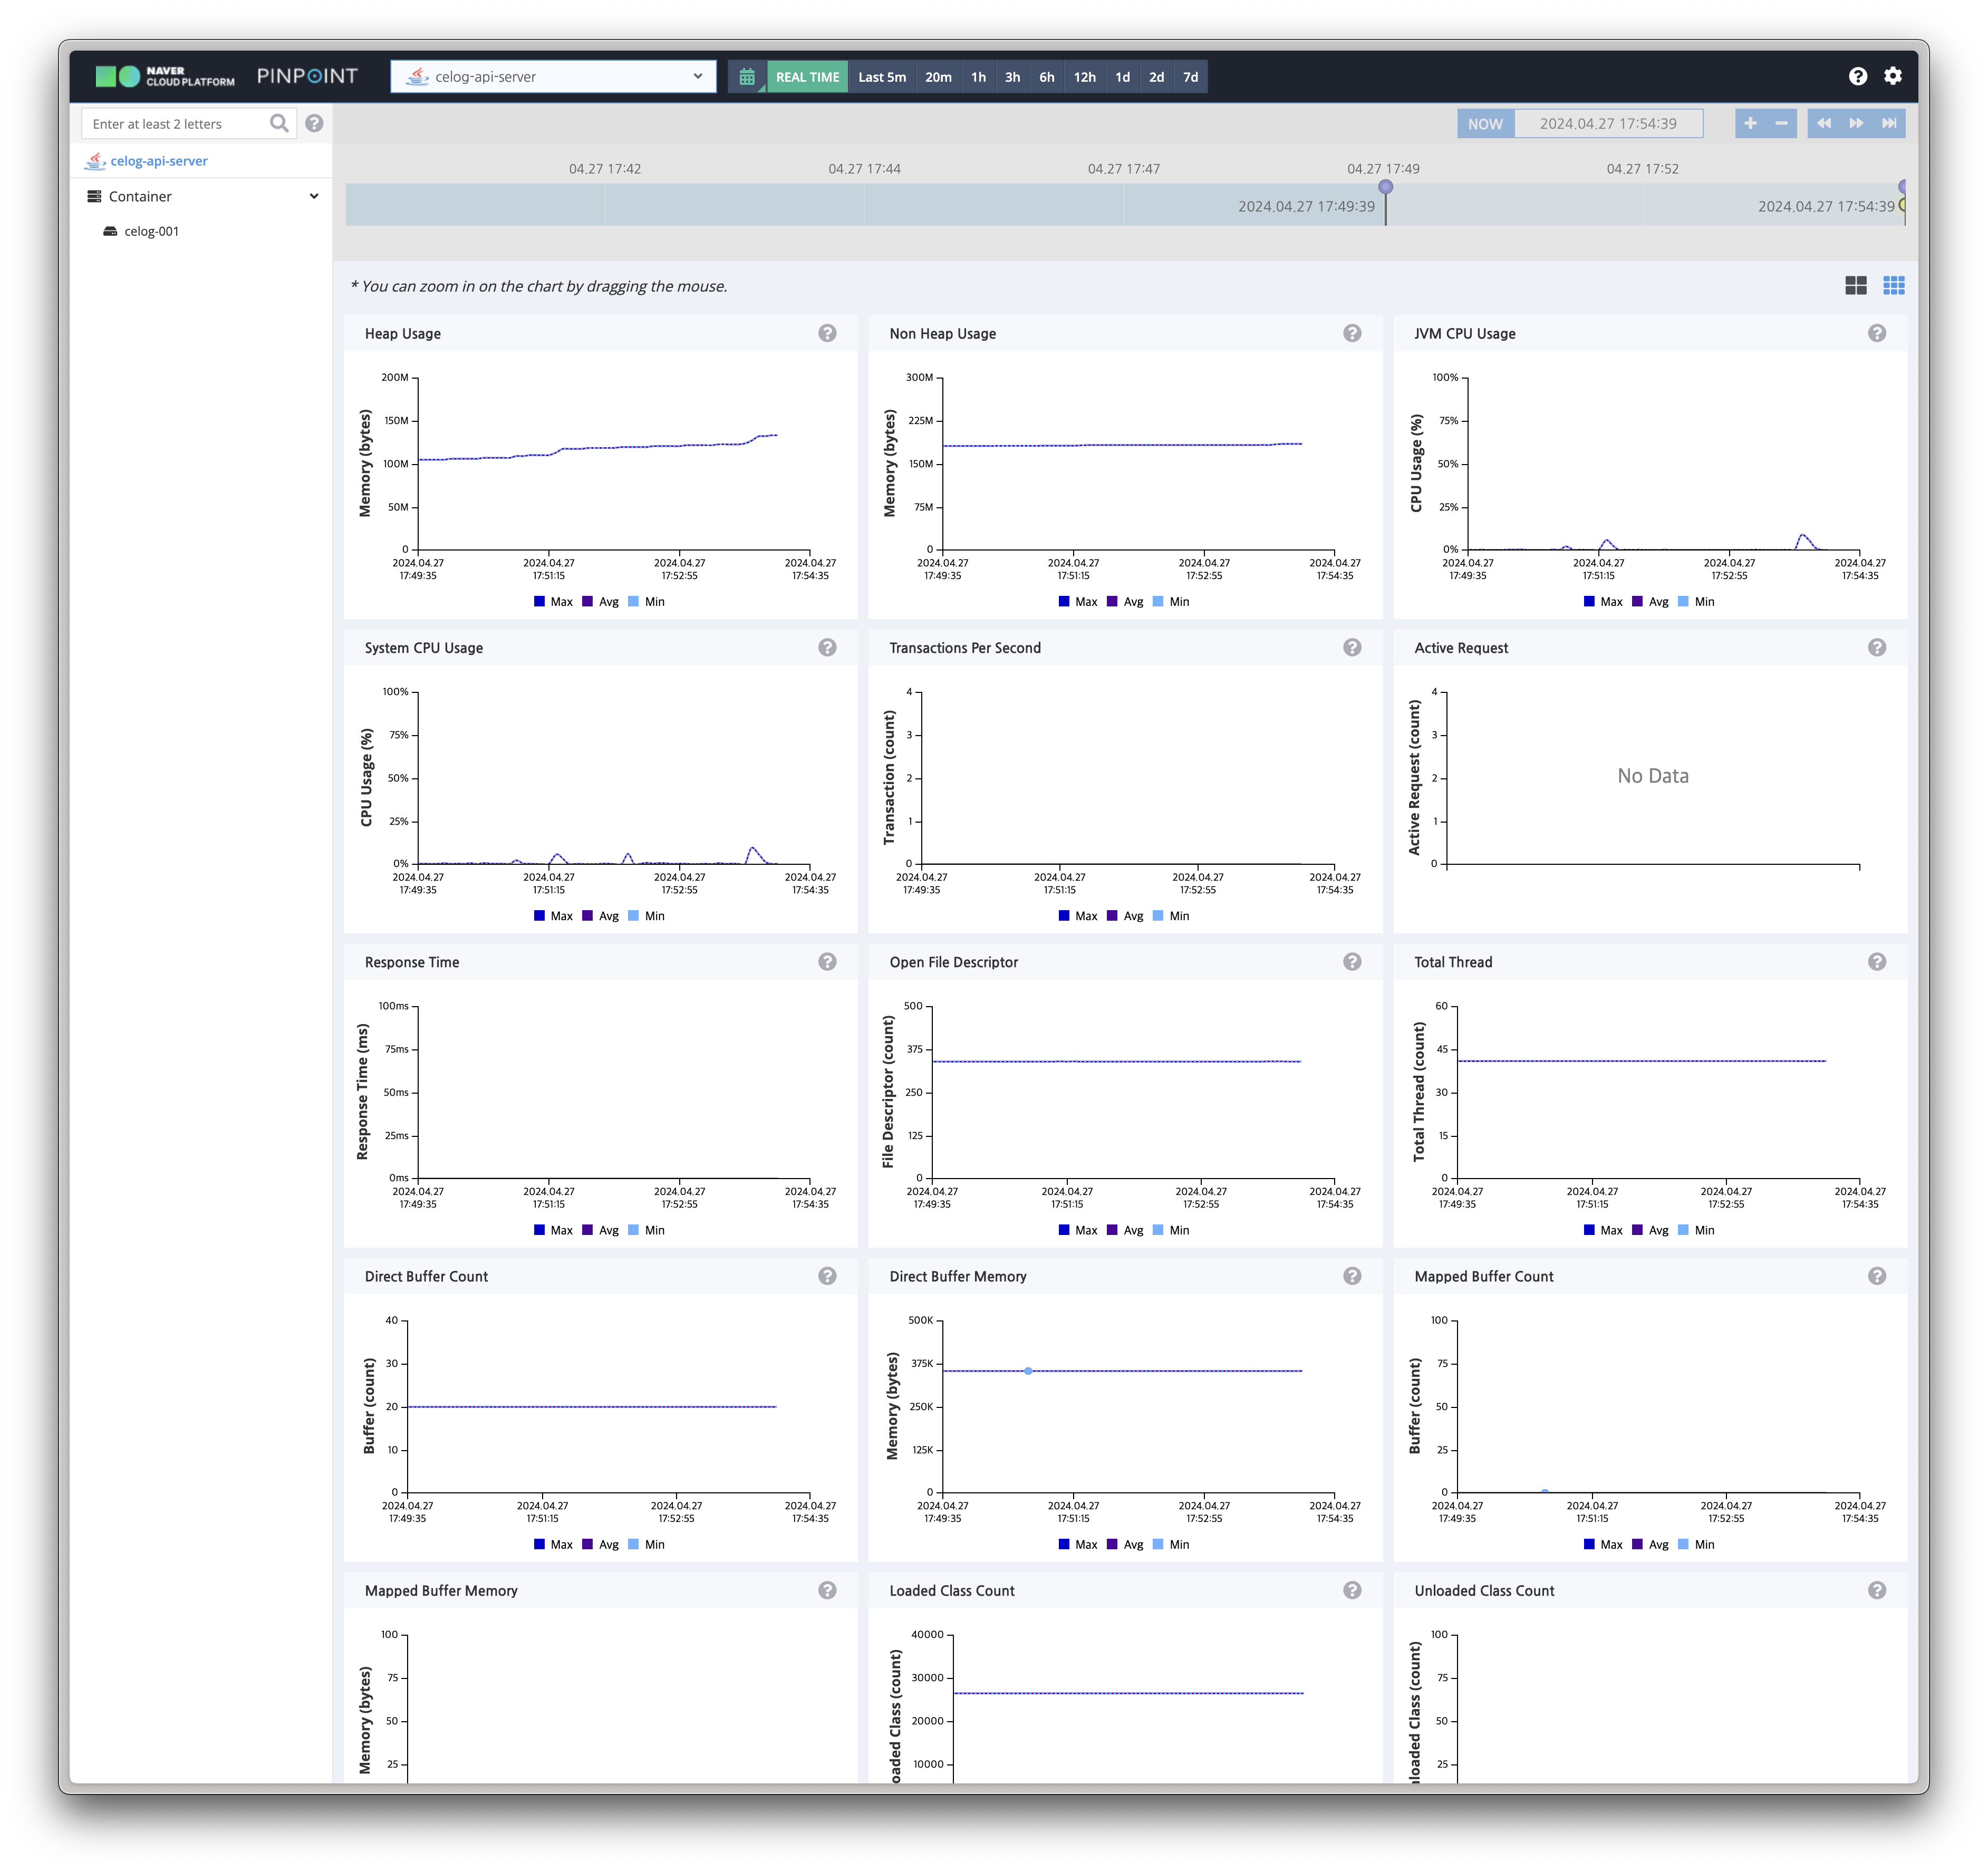 NAVER
CLOUD PLATFORM
PINPOINT
celog-api-server
REAL TIME
Last 5m
20m
1h
3h
6h
12h
1d
2d
7d
Enter at least 2 letters
NOW
2024.04.27 17:54:39
celog-api-server
Container
celog-001
04.27 17:42
04.27 17:44
04.27 17:47
04.27 17:49
04.27 17:52
2024.04.27 17:49:39
2024.04.27 17:54:39
* You can zoom in on the chart by dragging the mouse.
Heap Usage
Memory (bytes)
200M
150M
100M
50M
0
2024.04.27
17:49:35
2024.04.27
17:51:15
2024.04.27
17:52:55
2024.04.27
17:54:35
Max Avg Min
Non Heap Usage
Memory (bytes)
300M
225M
150M
75M
0
2024.04.27
17:49:35
2024.04.27
17:51:15
2024.04.27
17:52:55
2024.04.27
17:54:35
Max Avg Min
JVM CPU Usage
CPU Usage (%)
100%
75%
50%
25%
0%
2024.04.27
17:49:35
2024.04.27
17:51:15
2024.04.27
17:52:55
2024.04.27
17:54:35
Max Avg Min
System CPU Usage
CPU Usage (%)
100%
75%
50%
25%
0%
2024.04.27
17:49:35
2024.04.27
17:51:15
2024.04.27
17:52:55
2024.04.27
17:54:35
Max Avg Min
Transactions Per Second
Transaction (count)
4
3
2
1
0
2024.04.27
17:49:35
2024.04.27
17:51:15
2024.04.27
17:52:55
2024.04.27
17:54:35
Max Avg Min
Active Request
Active Request (count)
4
3
2
1
0
No Data
Response Time
Response Time (ms)
100ms
75ms
50ms
25ms
0ms
2024.04.27
17:49:35
2024.04.27
17:51:15
2024.04.27
17:52:55
2024.04.27
17:54:35
Max Avg Min
Open File Descriptor
File Descriptor (count)
500
375
250
125
0
2024.04.27
17:49:35
2024.04.27
17:51:15
2024.04.27
17:52:55
2024.04.27
17:54:35
Max Avg Min
Total Thread
Total Thread (count)
60
45
30
15
0
2024.04.27
17:49:35
2024.04.27
17:51:15
2024.04.27
17:52:55
2024.04.27
17:54:35
Max Avg Min
Direct Buffer Count
Buffer (count)
40
30
20
10
0
2024.04.27
17:49:35
2024.04.27
17:51:15
2024.04.27
17:52:55
2024.04.27
17:54:35
Max Avg Min
Direct Buffer Memory
Memory (bytes)
500K
375K
250K
125K
0
2024.04.27
17:49:35
2024.04.27
17:51:15
2024.04.27
17:52:55
2024.04.27
17:54:35
Max Avg Min
Mapped Buffer Count
Buffer (count)
100
75
50
25
0
2024.04.27
17:49:35
2024.04.27
17:51:15
2024.04.27
17:52:55
2024.04.27
17:54:35
Max Avg Min
Mapped Buffer Memory
Memory (bytes)
100
75
50
25
Loaded Class Count
oaded Class (count)
40000
30000
20000
10000
Unloaded Class Count
nloaded Class (count)
100
75
50
25